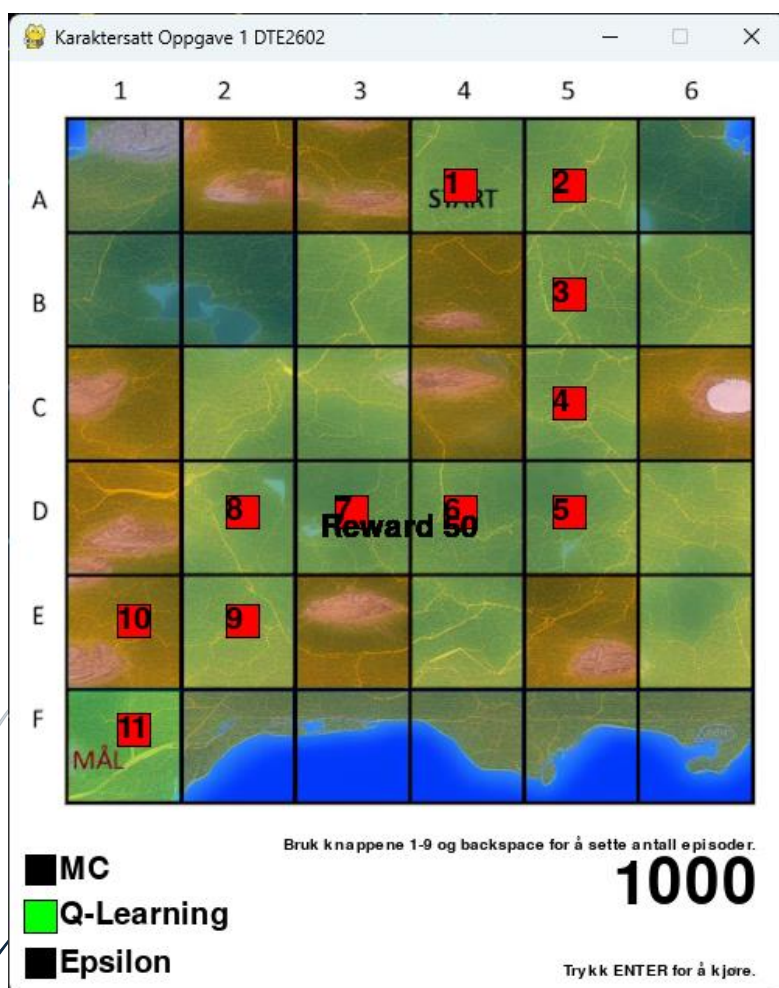 Karaktersatt Oppgave 1 DTE2602
1 2 3 4 5 6
A
1 2
START
B
3
C
4
D
8 7 6 5
Reward 50
E
10 9
F
11
MÅL
Bruk knappene 1-9 og backspace for å sette antall episoder.
MC
1000
Q-Learning
Epsilon
Trykk ENTER for å kjøre.